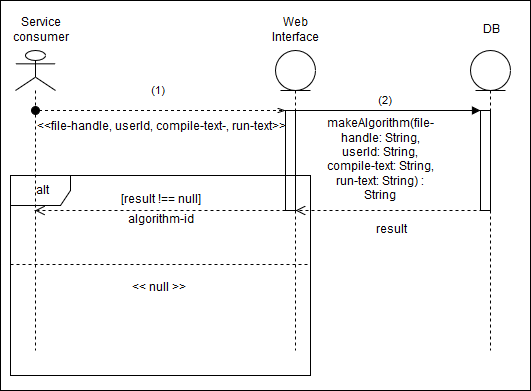 Service
consumer
Web
Interface
DB
(1)
(2)
<<file-handle, userId, compile-text-, run-text>>
makeAlgorithm(file-
handle: String,
userId: String,
compile-text: String,
run-text: String) :
String
alt
[result !== null]
algorithm-id
result
<< null >>